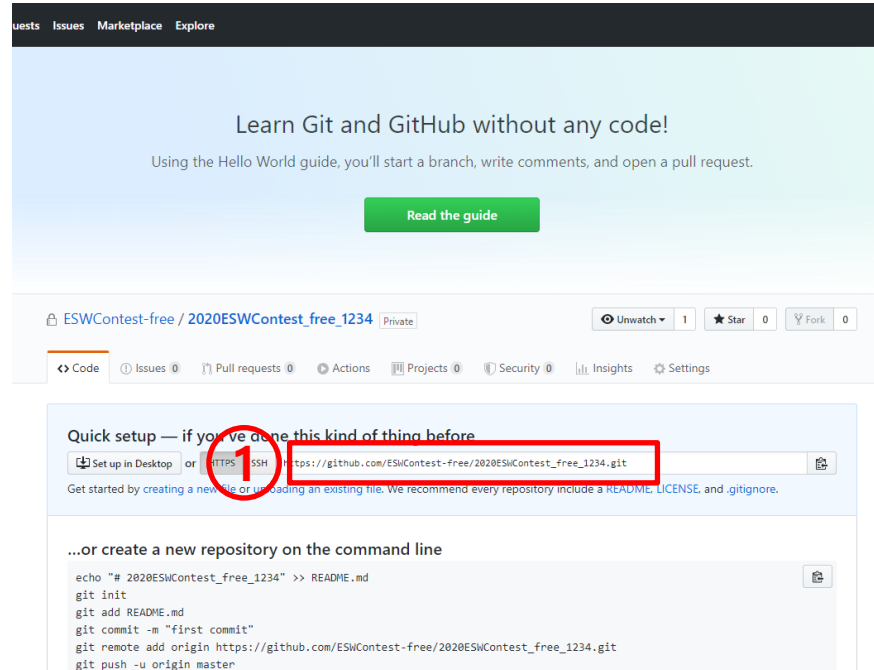 uests Issues Marketplace Explore
Learn Git and GitHub without any code!
Using the Hello World guide, you'll start a branch, write comments, and open a pull request.
Read the guide
ESWContest-free / 2020ESWContest_free_1234 Private
Unwatch 1 Star 0 Fork 0
Code Issues 0 Pull requests 0 Actions Projects 0 Security 0 Insights Settings
Quick setup — if you've done this kind of thing before
Set up in Desktop or HTTPS SSH https://github.com/ESWContest-free/2020ESWContest_free_1234.git
1
Get started by creating a new file or uploading an existing file. We recommend every repository include a README, LICENSE, and .gitignore.
...or create a new repository on the command line
echo "# 2020ESWContest_free_1234" >> README.md
git init
git add README.md
git commit -m "first commit"
git remote add origin https://github.com/ESWContest-free/2020ESWContest_free_1234.git
git push -u origin master